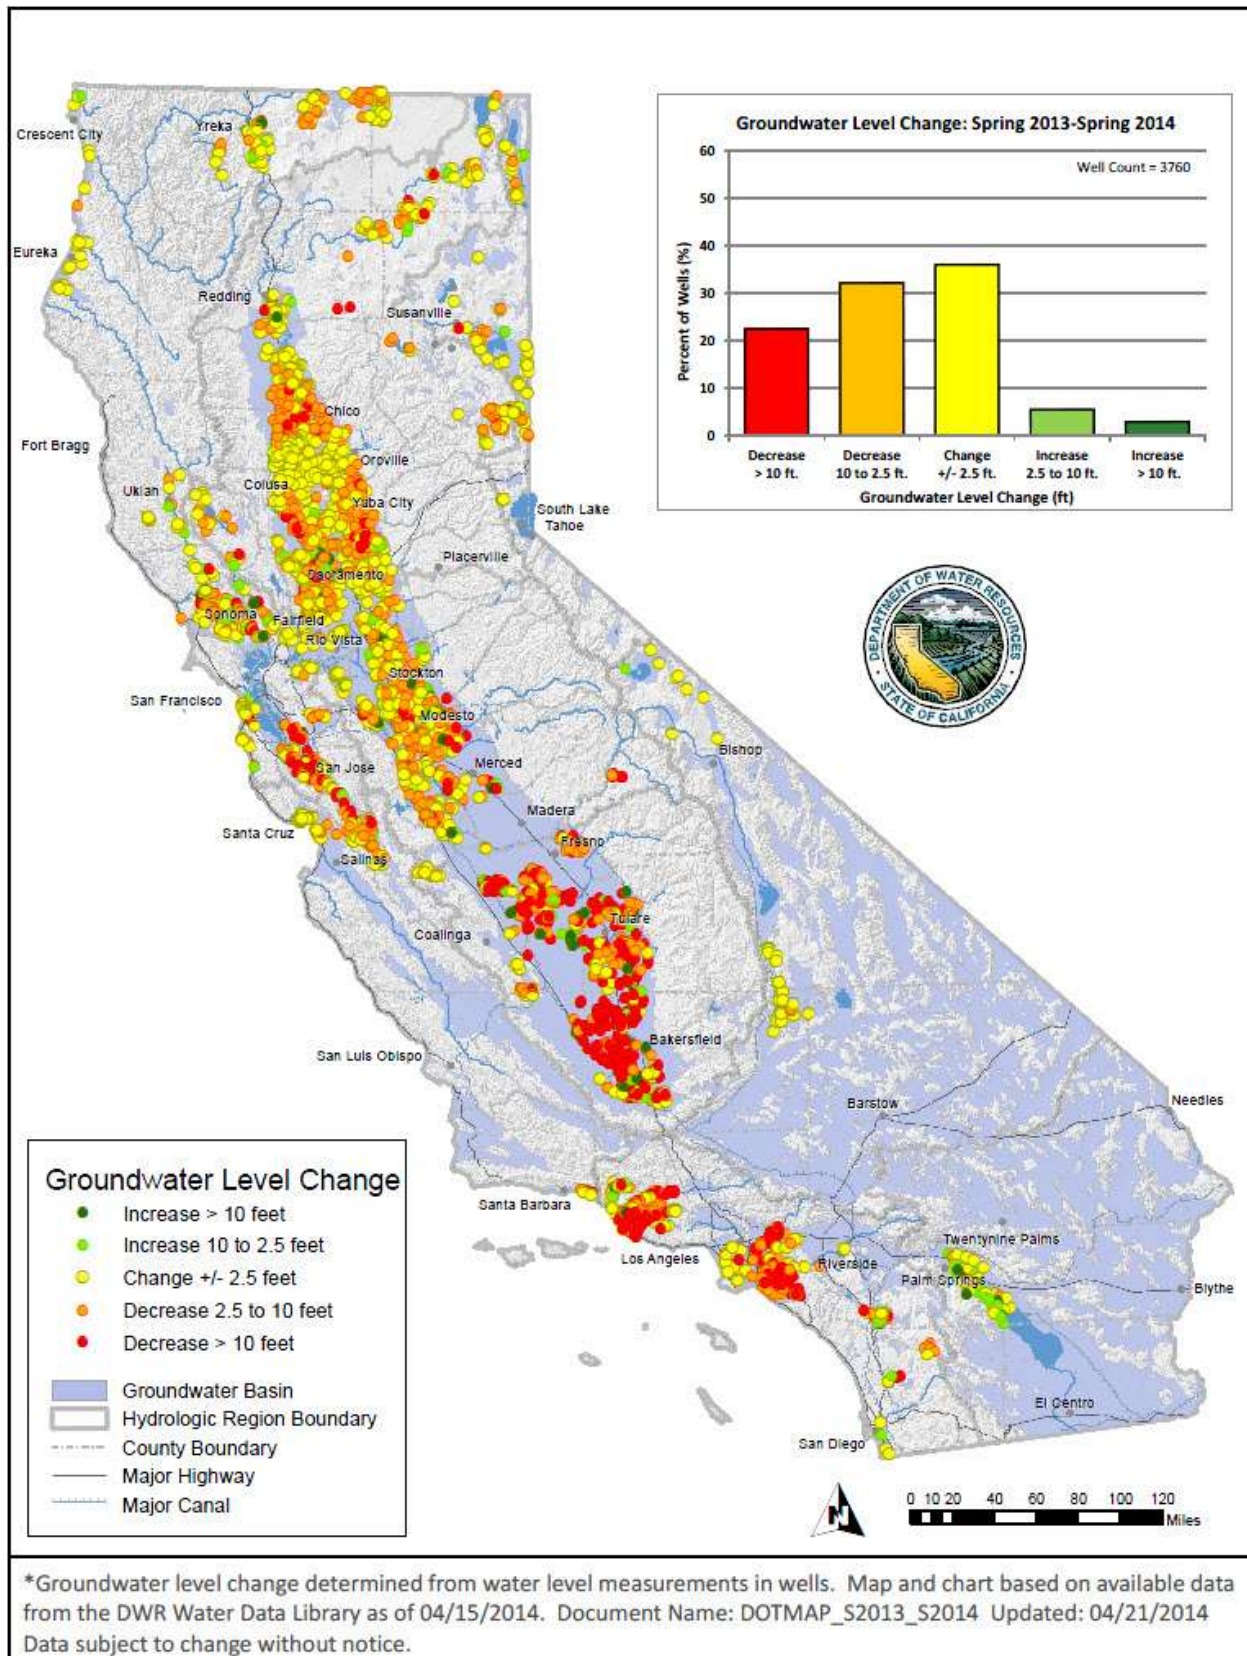 Crescent City
Yreka
Eureka
Redding
Susanville
Chico
Fort Bragg
Oroville
Ukiah
Colusa
Yuba City
South Lake
Tahoe
Placerville
Sacramento
Sonoma
Fairfield
Rio Vista
Stockton
San Francisco
Modesto
Bishop
San Jose
Merced
Madera
Santa Cruz
Fresno
Salinas
Tulare
Coalinga
Bakersfield
San Luis Obispo
Barstow
Needles
Santa Barbara
Twentynine Palms
Los Angeles
Riverside
Palm Springs
Blythe
El Centro
San Diego
Groundwater Level Change: Spring 2013-Spring 2014
Well Count = 3760
Percent of Wells (%)
60
50
40
30
20
10
0
Decrease
> 10 ft.
Decrease
10 to 2.5 ft.
Change
+/- 2.5 ft.
Increase
2.5 to 10 ft.
Increase
> 10 ft.
Groundwater Level Change (ft)
DEPARTMENT OF WATER RESOURCES
STATE OF CALIFORNIA
Groundwater Level Change
Increase > 10 feet
Increase 10 to 2.5 feet
Change +/- 2.5 feet
Decrease 2.5 to 10 feet
Decrease > 10 feet
Groundwater Basin
Hydrologic Region Boundary
County Boundary
Major Highway
Major Canal
N
0 10 20 40 60 80 100 120
Miles
*Groundwater level change determined from water level measurements in wells. Map and chart based on available data
from the DWR Water Data Library as of 04/15/2014. Document Name: DOTMAP_S2013_S2014 Updated: 04/21/2014
Data subject to change without notice.